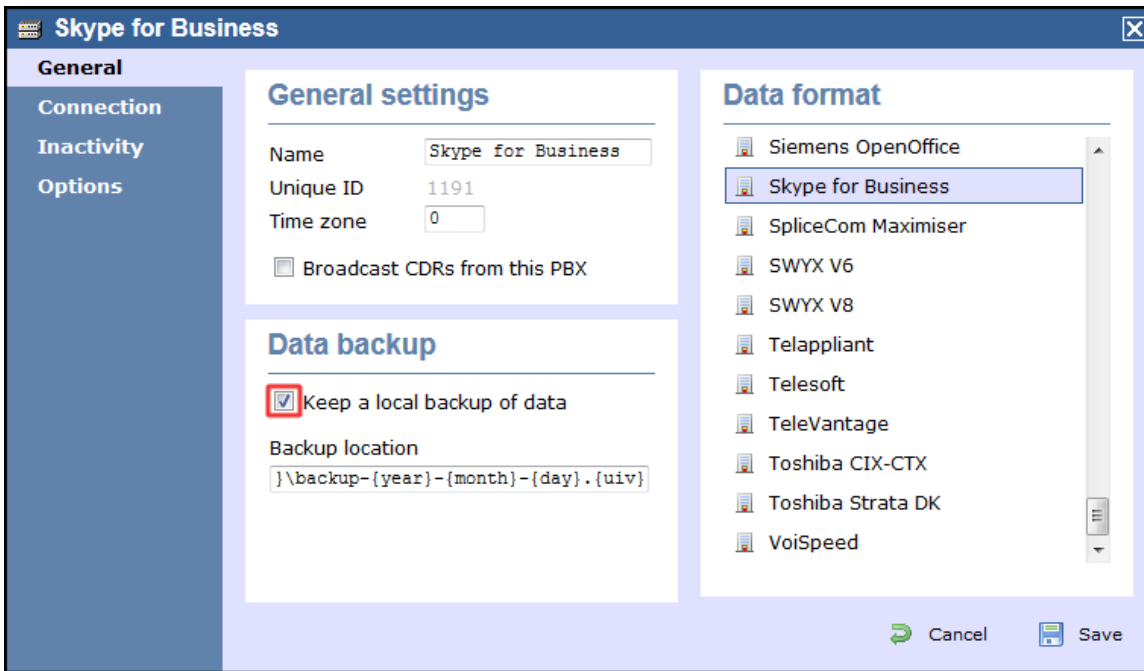 Skype for Business
General
Connection
Inactivity
Options
General settings
Name Skype for Business
Unique ID 1191
Time zone 0
Broadcast CDRs from this PBX
Data backup
Keep a local backup of data
Backup location
}\backup-{year}-{month}-{day}.{uiv}
Data format
Siemens OpenOffice
Skype for Business
SpliceCom Maximiser
SWYX V6
SWYX V8
Telappliant
Telesoft
TeleVantage
Toshiba CIX-CTX
Toshiba Strata DK
VoiSpeed
Cancel Save